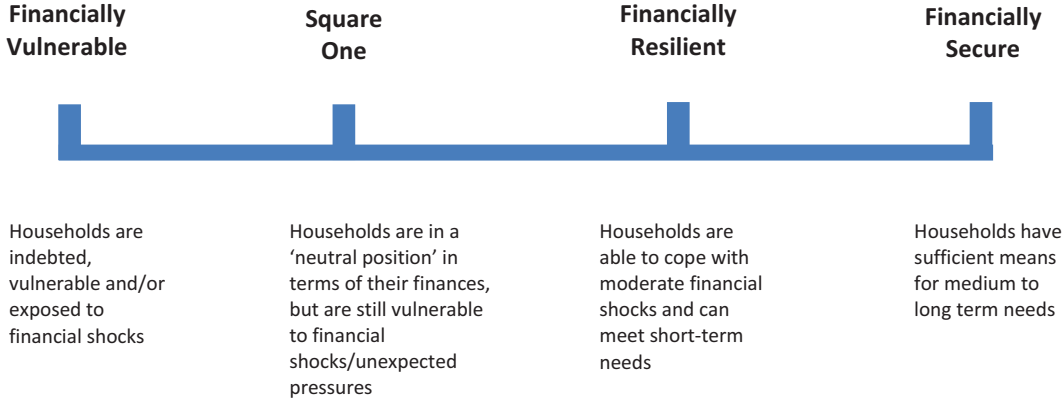 Financially
Vulnerable
Square
One
Financially
Resilient
Financially
Secure
Households are
indebted,
vulnerable and/or
exposed to
financial shocks
Households are in a
‘neutral position’ in
terms of their finances,
but are still vulnerable
to financial
shocks/unexpected
pressures
Households are
able to cope with
moderate financial
shocks and can
meet short-term
needs
Households have
sufficient means
for medium to
long term needs